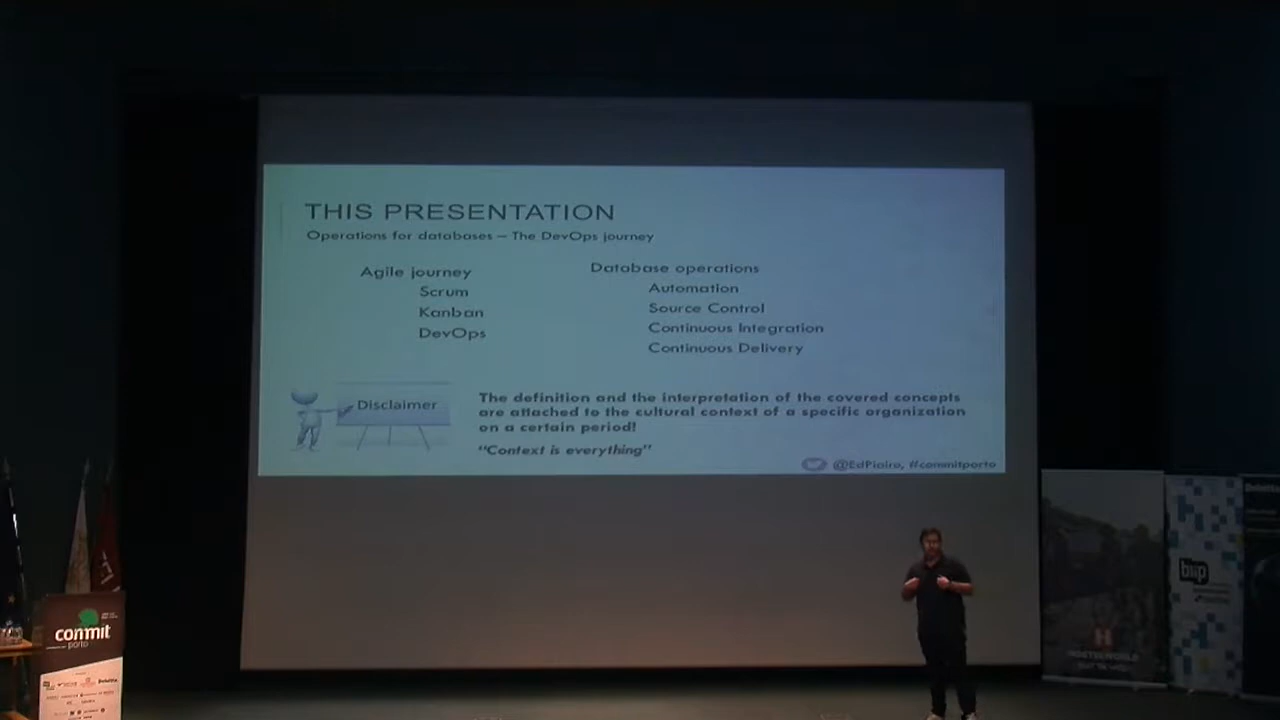 THIS PRESENTATION
Operations for databases – The DevOps journey
Agile journey
Scrum
Kanban
DevOps
Database operations
Automation
Source Control
Continuous Integration
Continuous Delivery
Disclaimer
The definition and the interpretation of the covered concepts
are attached to the cultural context of a specific organization
on a certain period!
"Context is everything"
@EdPiairo, #commitporto
commit
porto
Deloitte
HOSTELWORLD